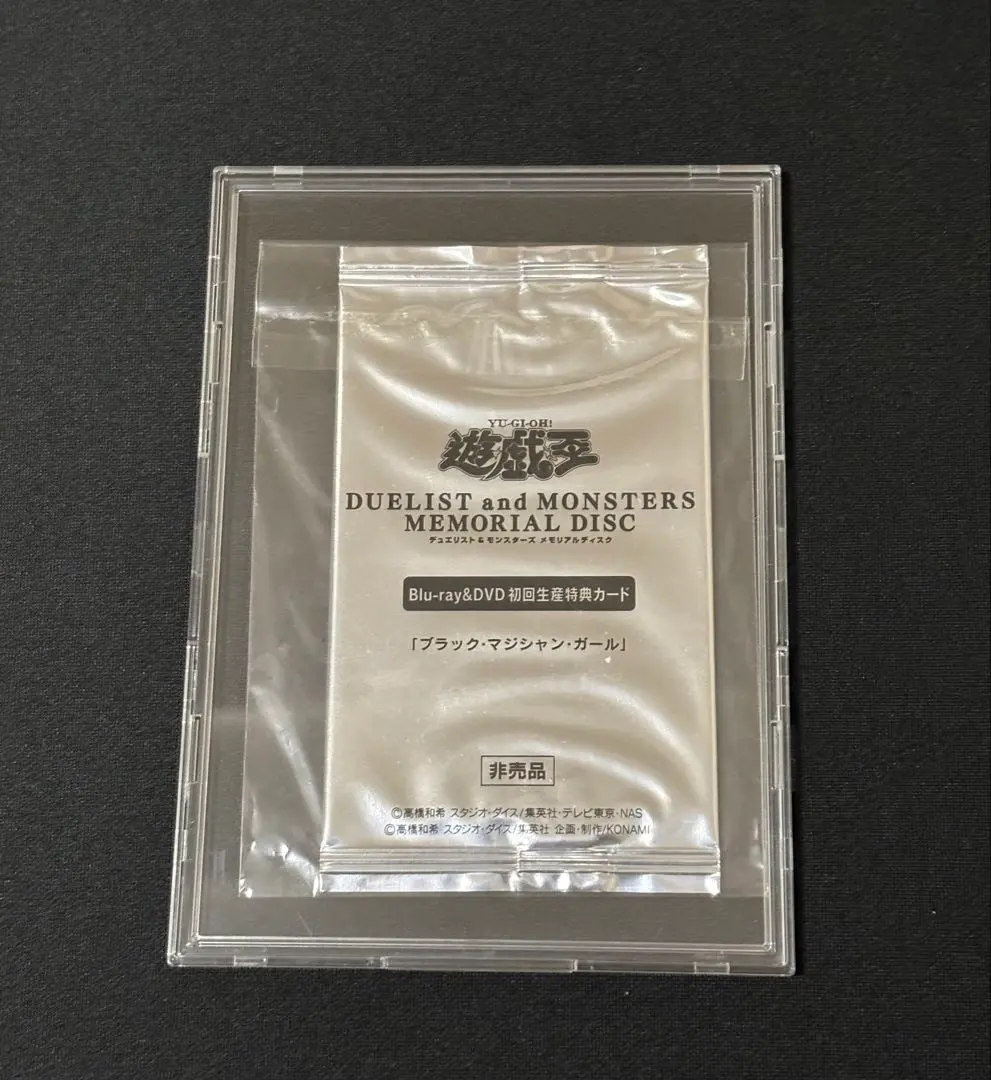 YU-GI-OH!
遊戯王
DUELIST and MONSTERS
MEMORIAL DISC
デュエリスト&モンスターズ メモリアルディスク
Blu-ray&DVD 初回生産特典カード
「ブラック・マジシャン・ガール」
非売品
©高橋和希 スタジオ・ダイス/集英社・テレビ東京・NAS
©高橋和希 スタジオ・ダイス/集英社 企画・制作/KONAMI